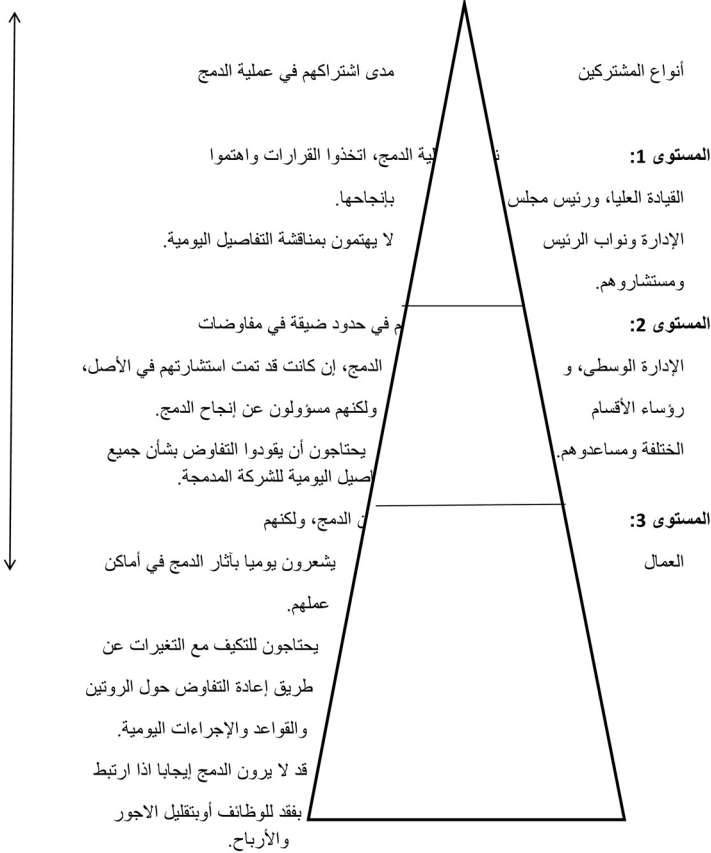 أنواع المشتركين
مدى اشتراكهم في عملية الدمج
المستوى 1:
القيادة العليا، ورئيس مجلس
الإدارة ونواب الرئيس
ومستشاروهم.
الدمج، اتخذوا القرارات واهتموا
بإنجاحها.
لا يهتمون بمناقشة التفاصيل اليومية.
المستوى 2:
الإدارة الوسطى، و
رؤساء الأقسام
الختلفة ومساعدوهم.
في حدود ضيقة في مفاوضات
الدمج، إن كانت قد تمت استشارتهم في الأصل،
ولكنهم مسؤولون عن إنجاح الدمج.
يحتاجون أن يقودوا التفاوض بشأن جميع
اليومية للشركة المدمجة.
المستوى 3:
العمال
الدمج، ولكنهم
يشعرون يوميا بآثار الدمج في أماكن
عملهم.
يحتاجون للتكيف مع التغيرات عن
طريق إعادة التفاوض حول الروتين
والقواعد والإجراءات اليومية.
قد لا يرون الدمج إيجابا اذا ارتبط
بفقد للوظائف أوبتقليل الاجور
والأرباح.